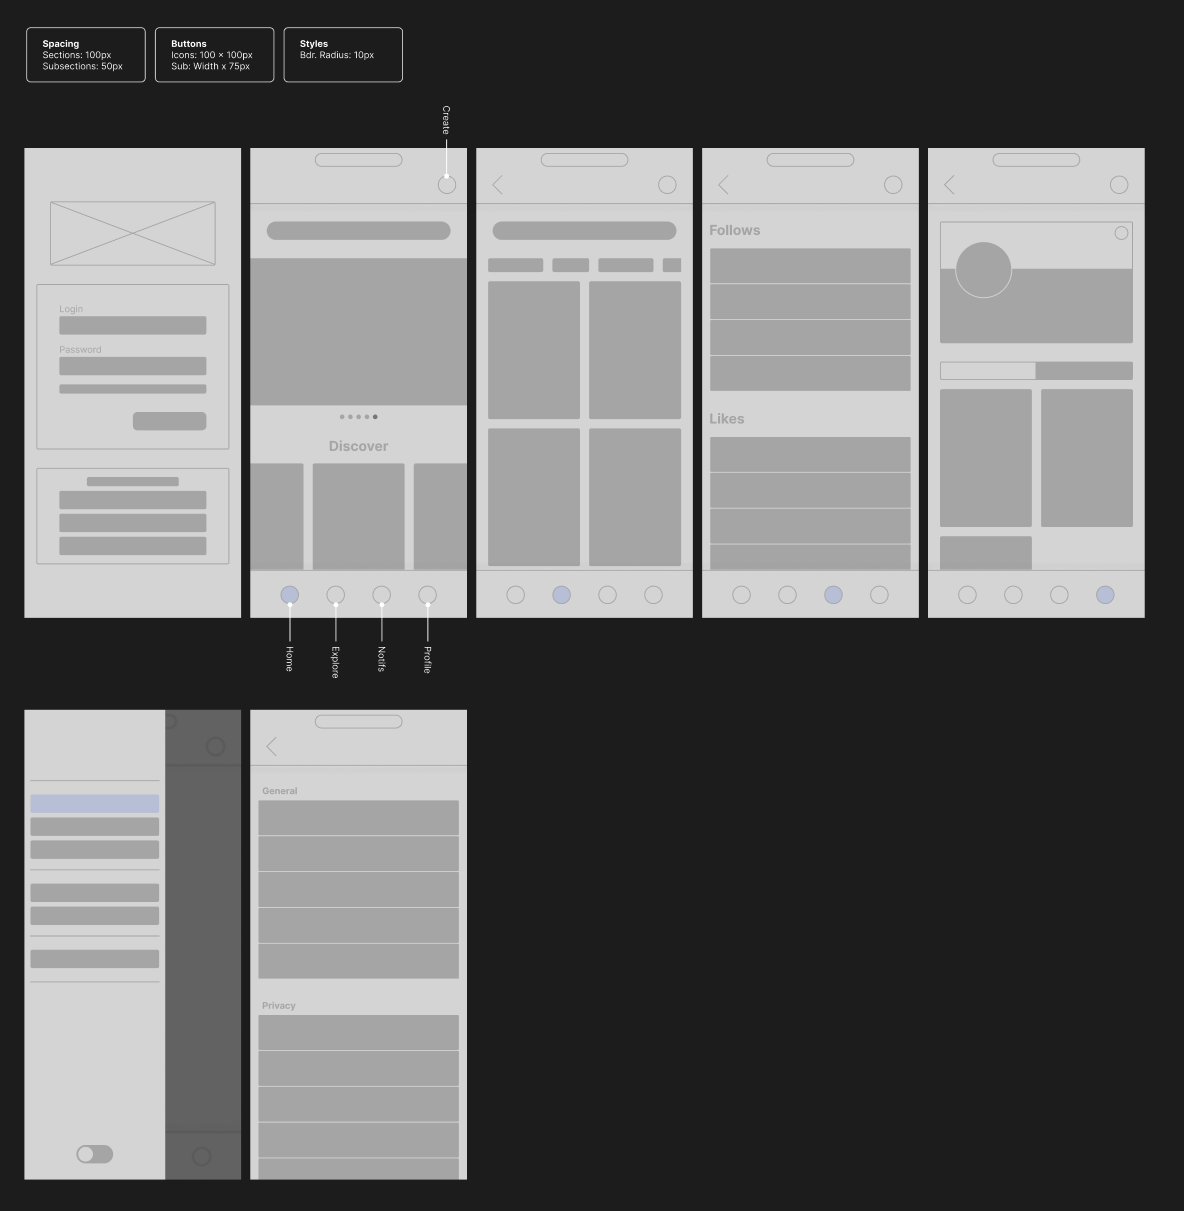 Spacing
Sections: 100px
Subsections: 50px
Buttons
Icons: 100 × 100px
Sub: Width x 75px
Styles
Bdr. Radius: 10px
Create
Login
Password
Discover
Follows
Likes
Home
Explore
Notifs
Profile
General
Privacy